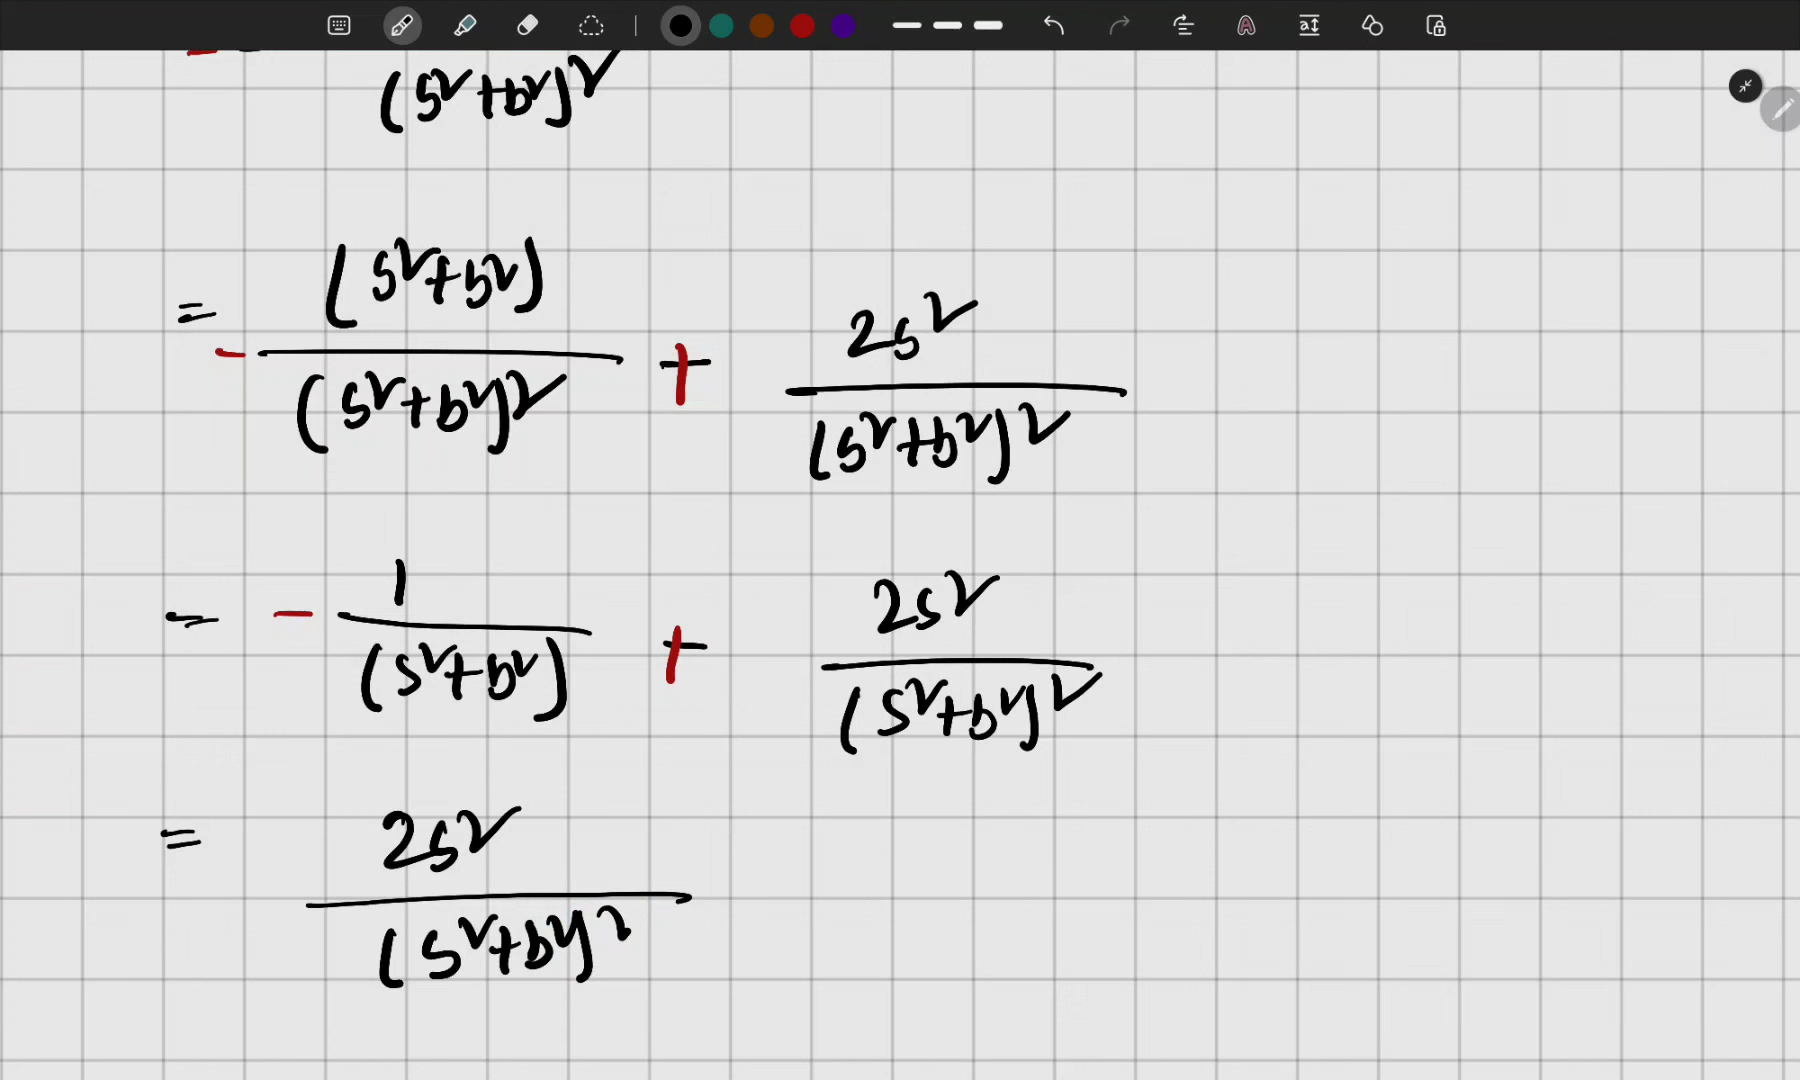 (s²+b²)²
= - (s²+b²)/(s²+b²)² + 2s²/(s²+b²)²
= - 1/(s²+b²) + 2s²/(s²+b²)²
= 2s²/(s²+b²)²